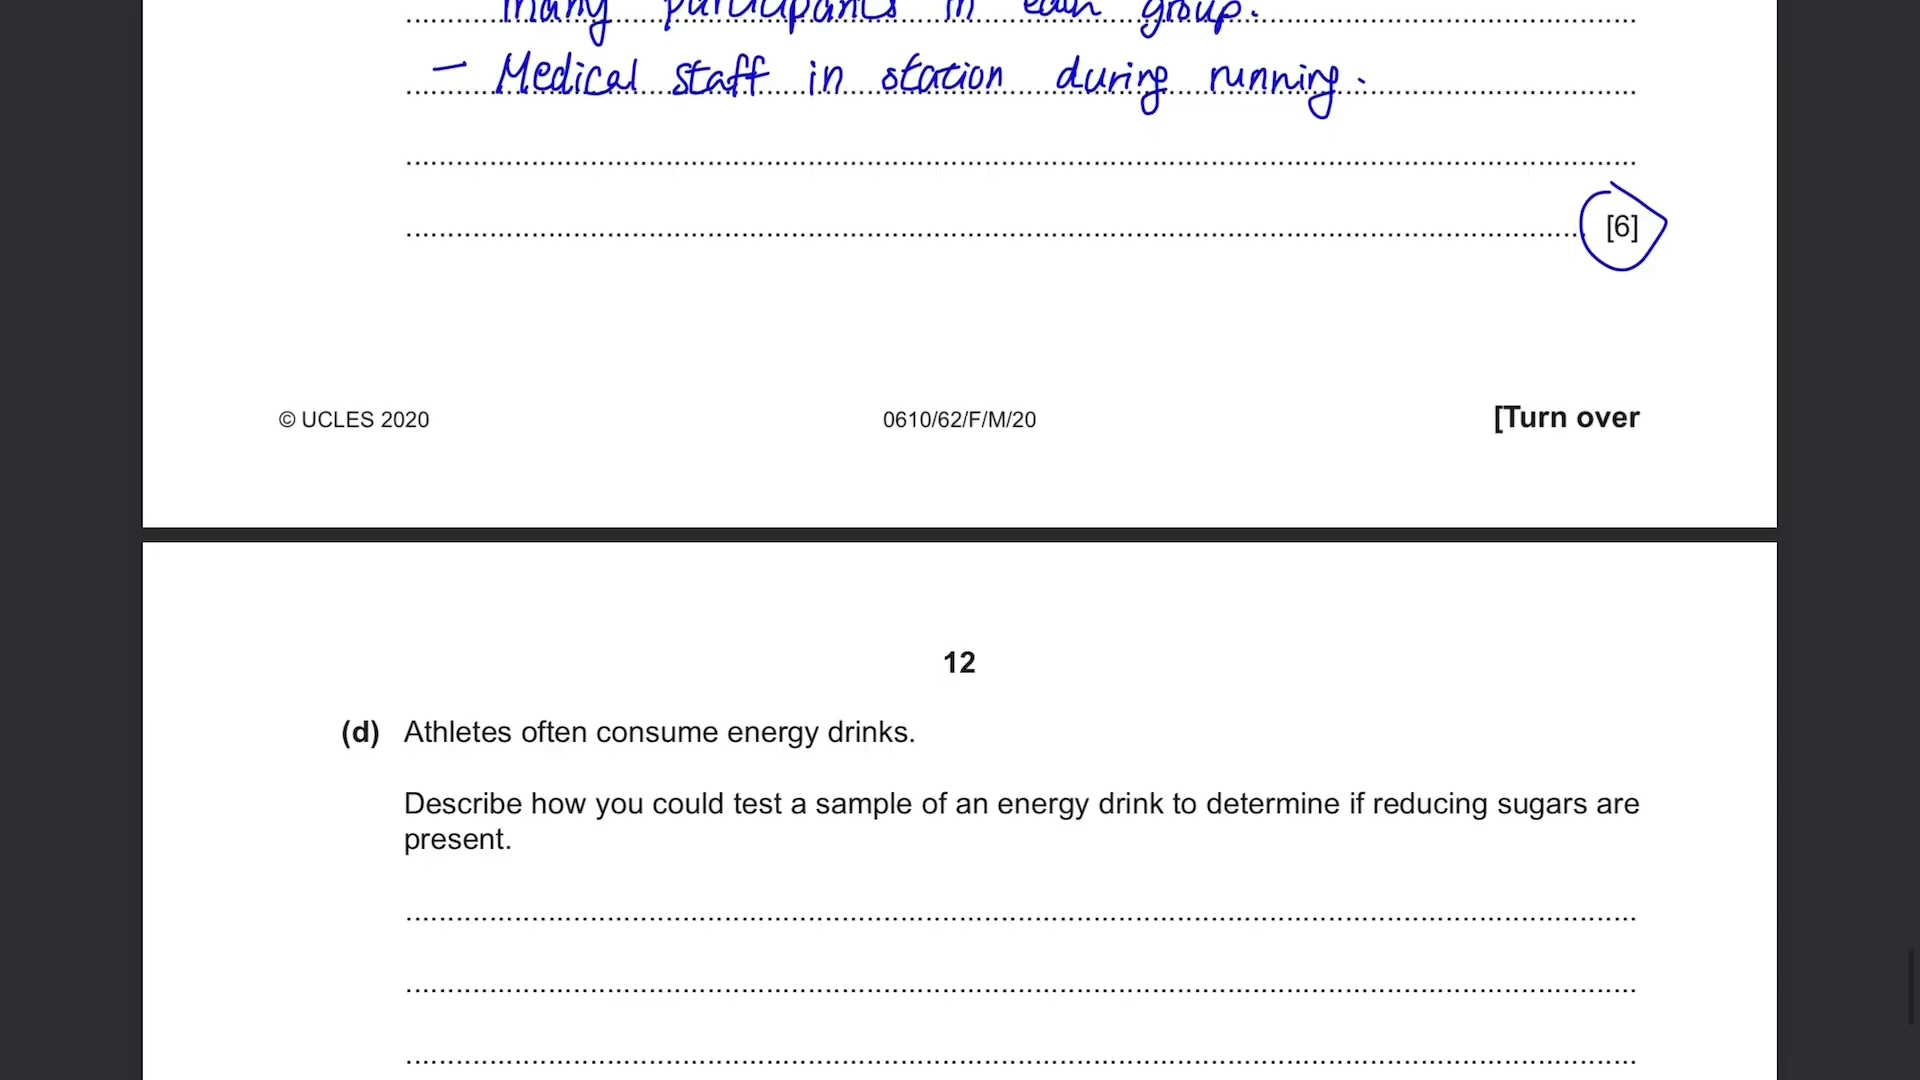 many participants in each group.
- Medical staff in station during running.
[6]
© UCLES 2020
0610/62/F/M/20
[Turn over
12
(d) Athletes often consume energy drinks.
Describe how you could test a sample of an energy drink to determine if reducing sugars are
present.